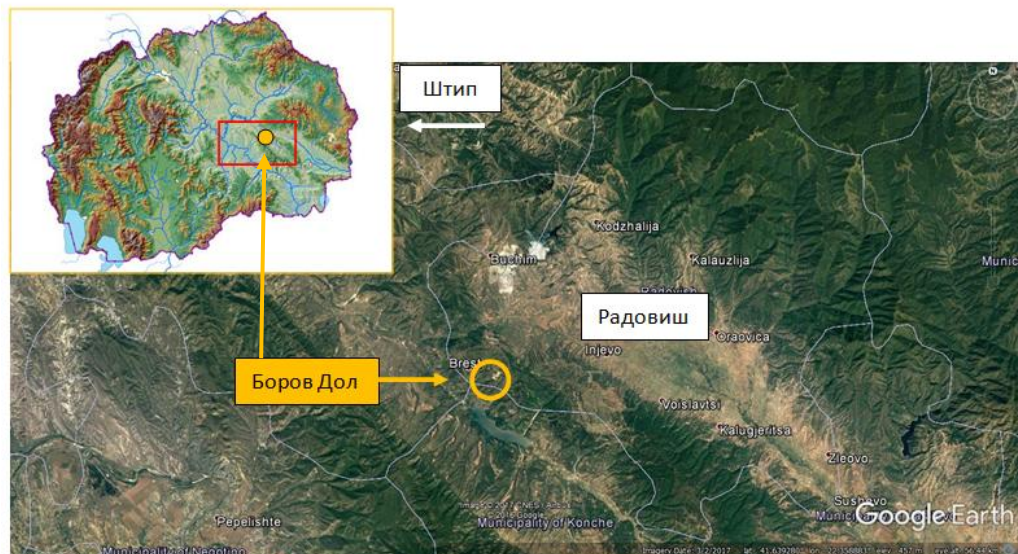 Штип
Kodzhalija
Buchim
Kalauzlija
Munic
Radovish
Радовиш
Oraovica
Injevo
Brest
Боров Дол
Voislavtsi
Kalugjeritsa
Zleovo
Sushevo
Pepelishte
Municipality of Konche
Google Earth
Municipality of Negotino